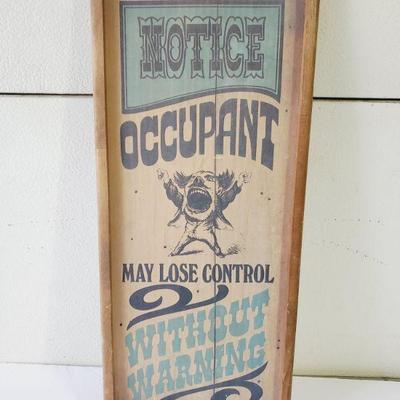 NOTICE
OCCUPANT
MAY LOSE CONTROL
WITHOUT
WARNING